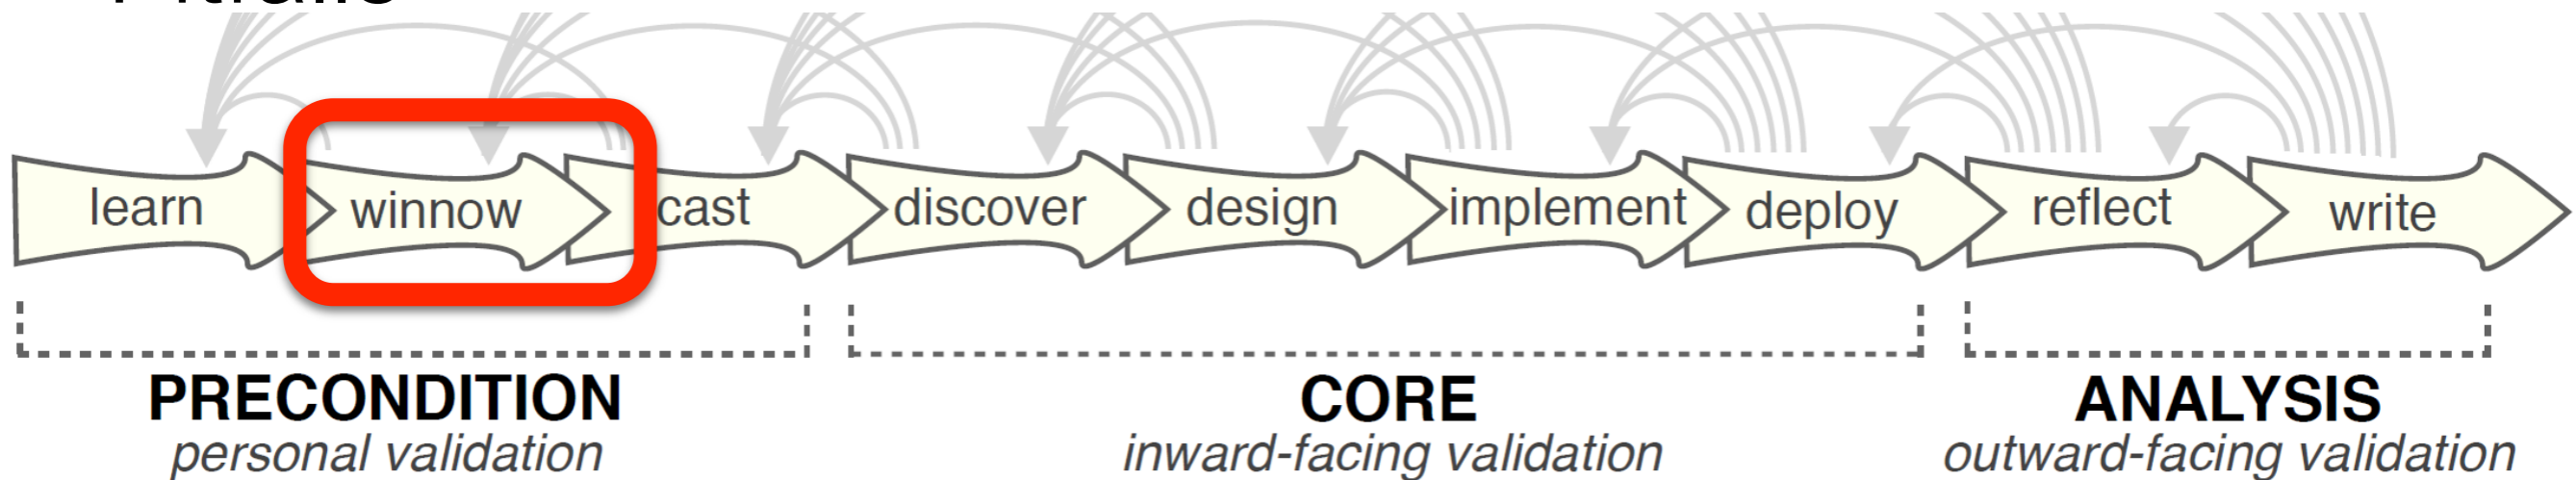 learn winnow cast discover design implement deploy reflect write
PRECONDITION CORE ANALYSIS
personal validation inward-facing validation outward-facing validation